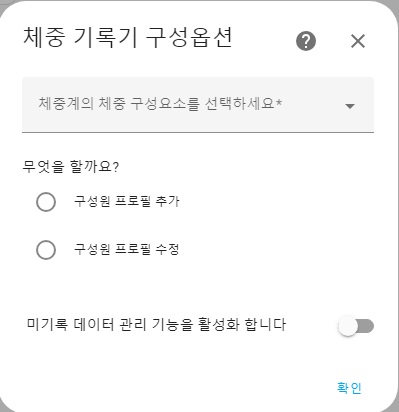 체중 기록기 구성옵션
체중계의 체중 구성요소를 선택하세요*
무엇을 할까요?
구성원 프로필 추가
구성원 프로필 수정
미기록 데이터 관리 기능을 활성화 합니다
확인